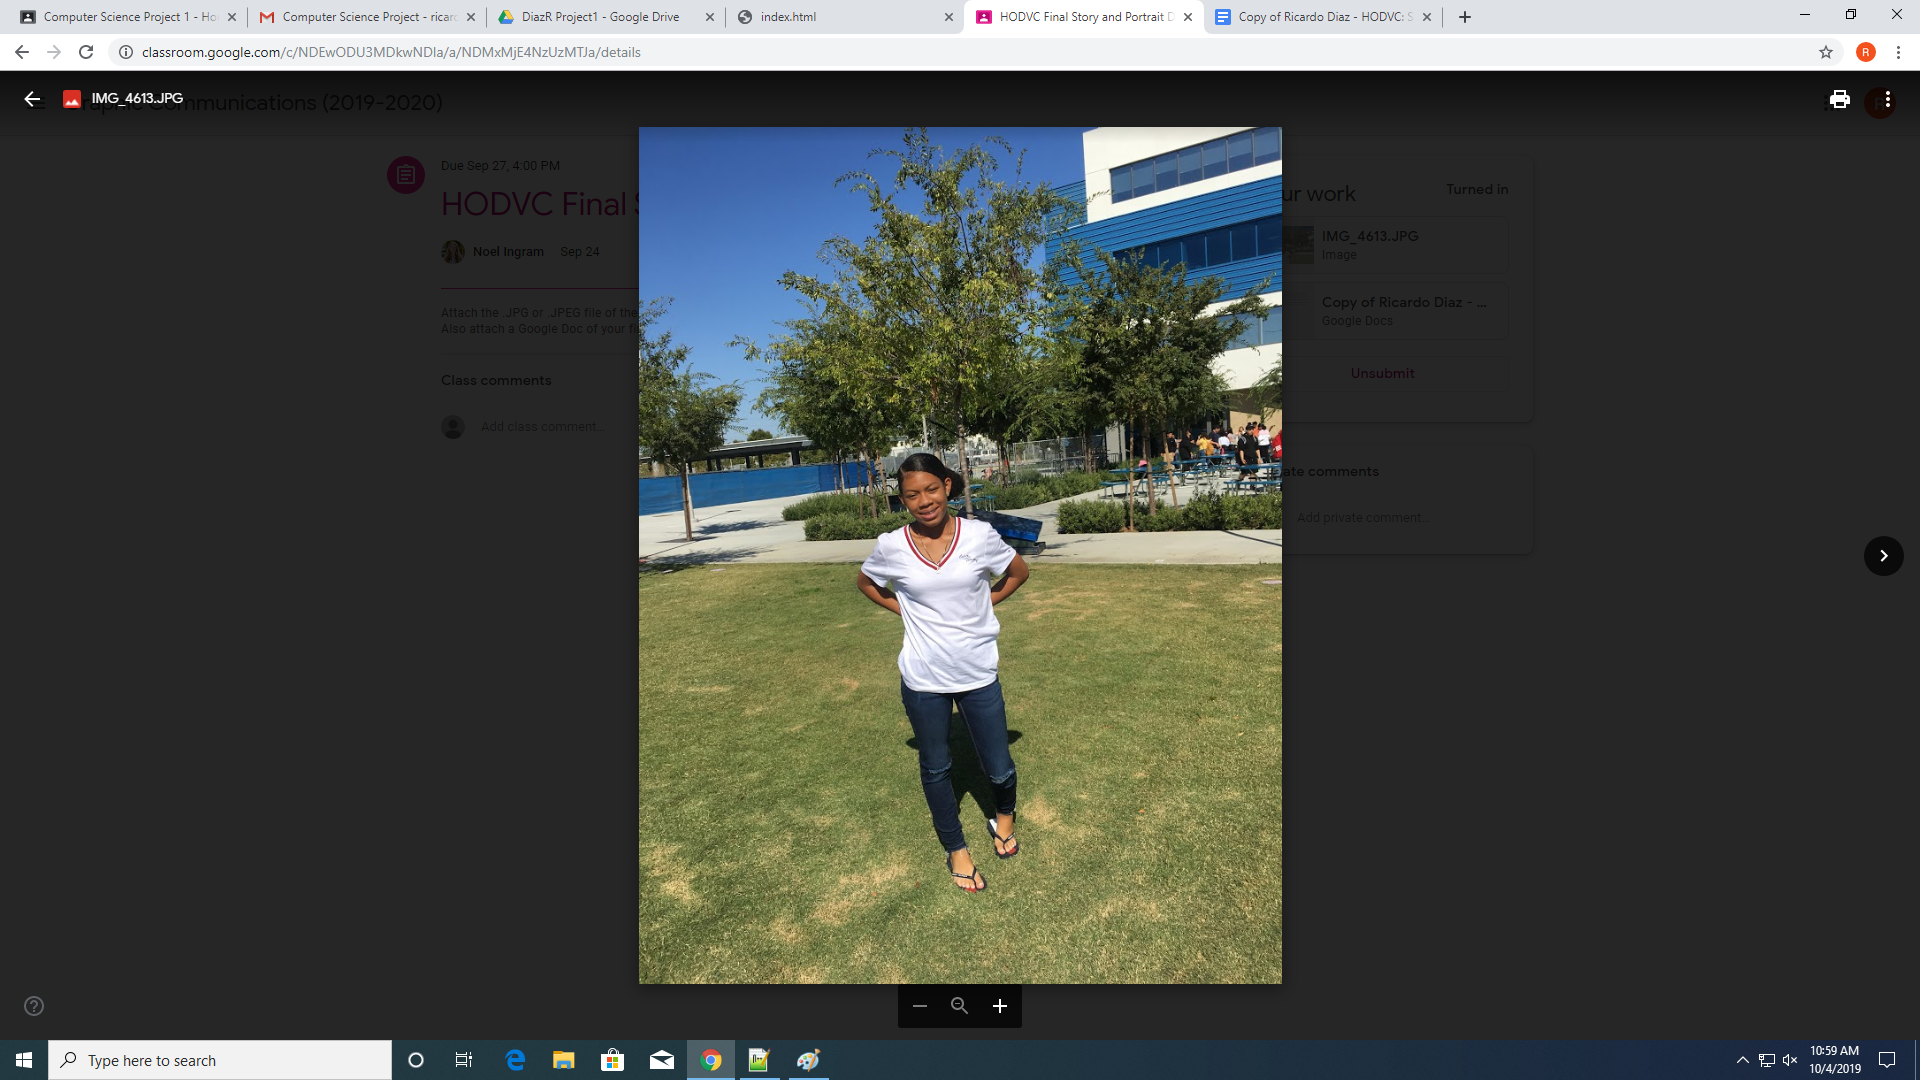 Computer Science Project 1 - Ho
Computer Science Project - ricar
DiazR Project1 - Google Drive
index.html
HODVC Final Story and Portrait D
Copy of Ricardo Diaz - HODVC: S
classroom.google.com/c/NDEwODU3MDkwNDla/a/NDMxMjE4NzUzMTJa/details
R
IMG_4613.JPG
Communications (2019-2020)
Due Sep 27, 4:00 PM
HODVC Final S
Noel Ingram Sep 24
Attach the .JPG or .JPEG file of the
Also attach a Google Doc of your fi
Class comments
Add class comment...
ur work
Turned in
IMG_4613.JPG
Image
Copy of Ricardo Diaz - ...
Google Docs
Unsubmit
ate comments
Add private comment...
Type here to search
10:59 AM
10/4/2019